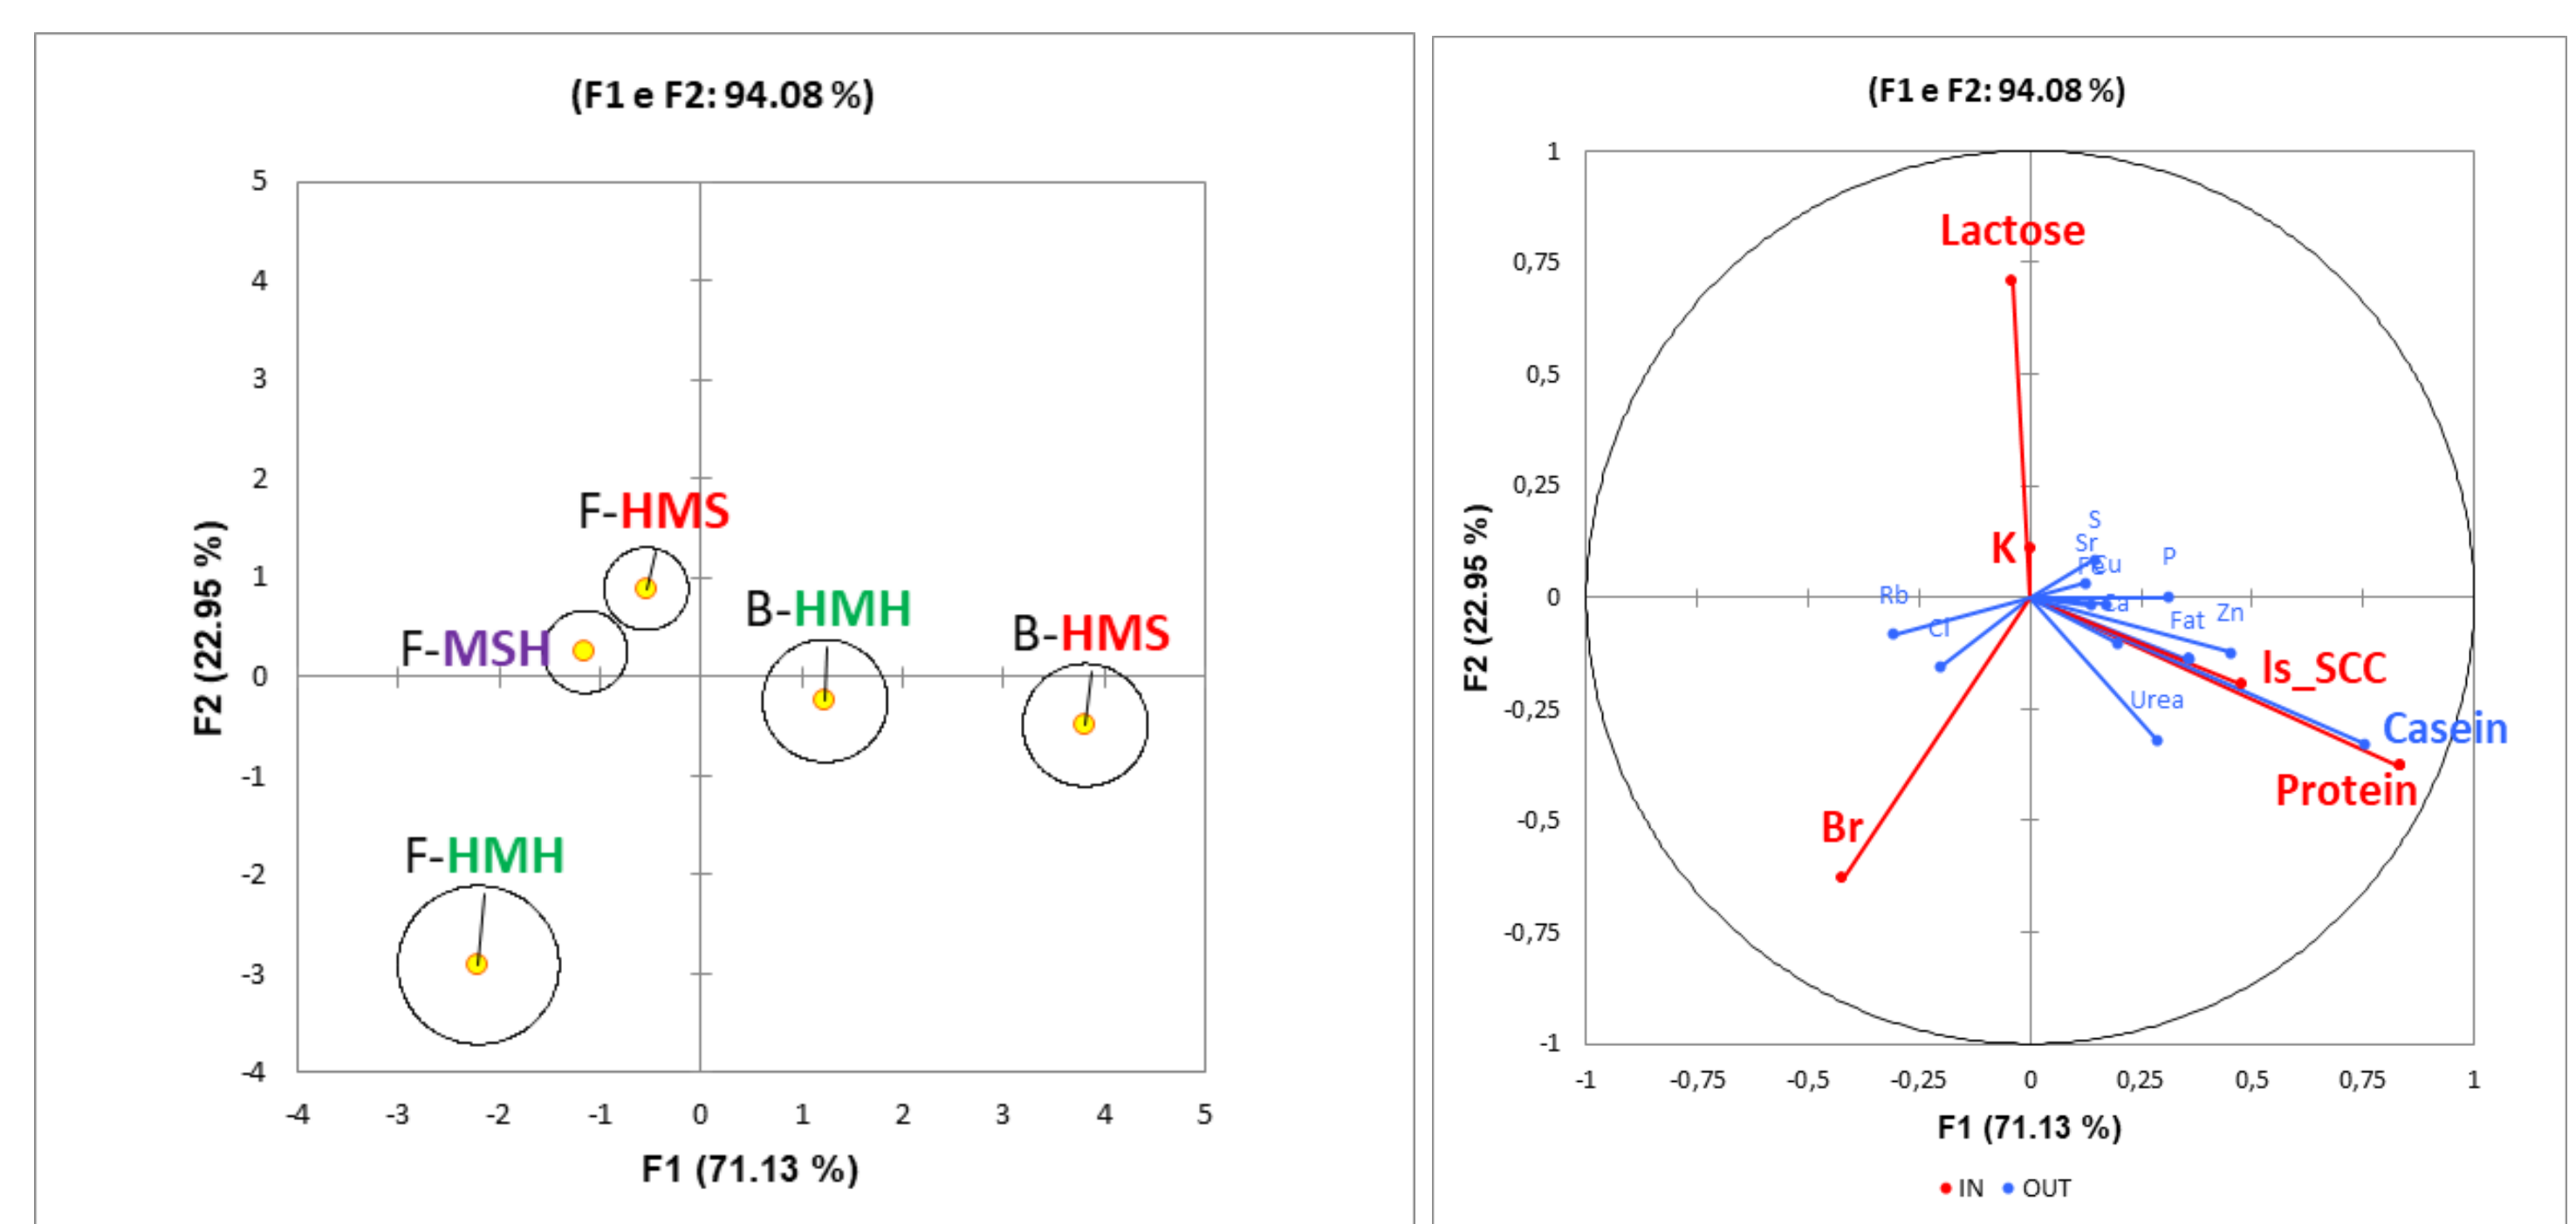 (F1 e F2: 94.08 %)
5
4
3
2
1
0
-1
-2
-3
-4
F2 (22.95 %)
F-HMS
F-MSH
B-HMH
B-HMS
F-HMH
-4 -3 -2 -1 0 1 2 3 4 5
F1 (71.13 %)
(F1 e F2: 94.08 %)
1
0,75
0,5
0,25
0
-0,25
-0,5
-0,75
-1
F2 (22.95 %)
Lactose
K
S
Sr
Fe
Cu
P
Rb
Ca
Cl
Fat
Zn
ls_SCC
Urea
Casein
Protein
Br
-1 -0,75 -0,5 -0,25 0 0,25 0,5 0,75 1
F1 (71.13 %)
IN OUT